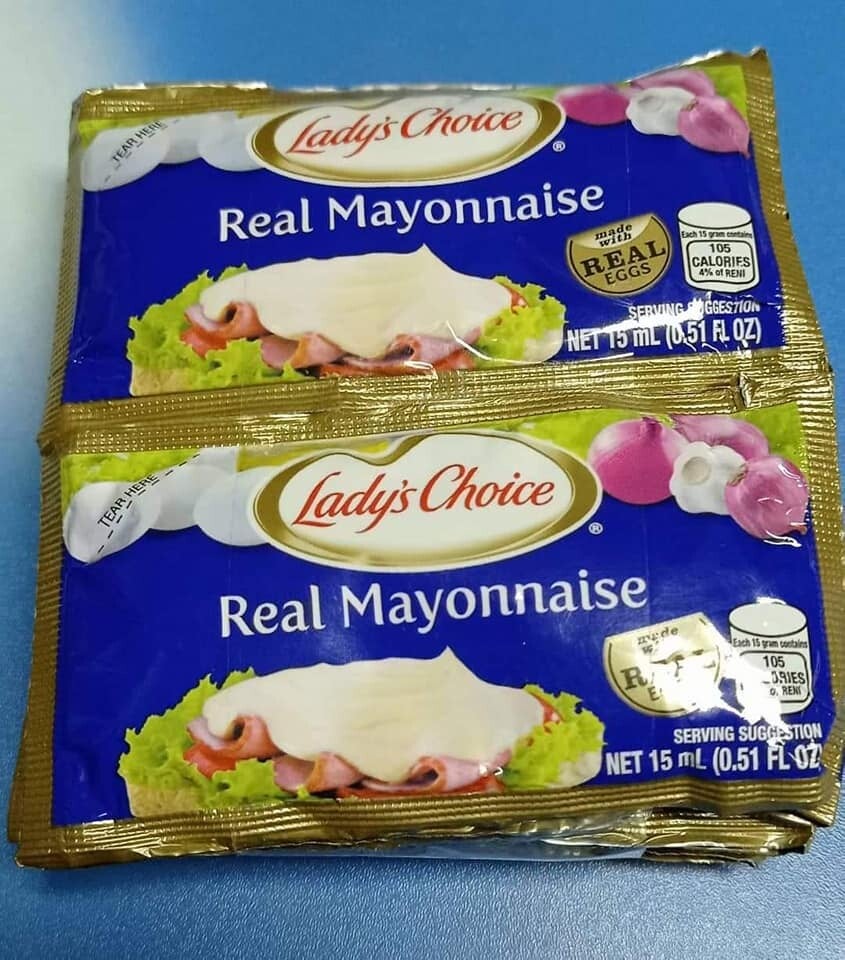 TEAR HERE
Lady's Choice
®
Real Mayonnaise
made
with
REAL
EGGS
Each 15 gram contains
105
CALORIES
4% of RENI
SERVING SUGGESTION
NET 15 mL (0.51 FL OZ)
TEAR HERE
Lady's Choice
®
Real Mayonnaise
made
Each 15 gram contains
105
RENI
SERVING SUGGESTION
NET 15 mL (0.51 FL OZ)